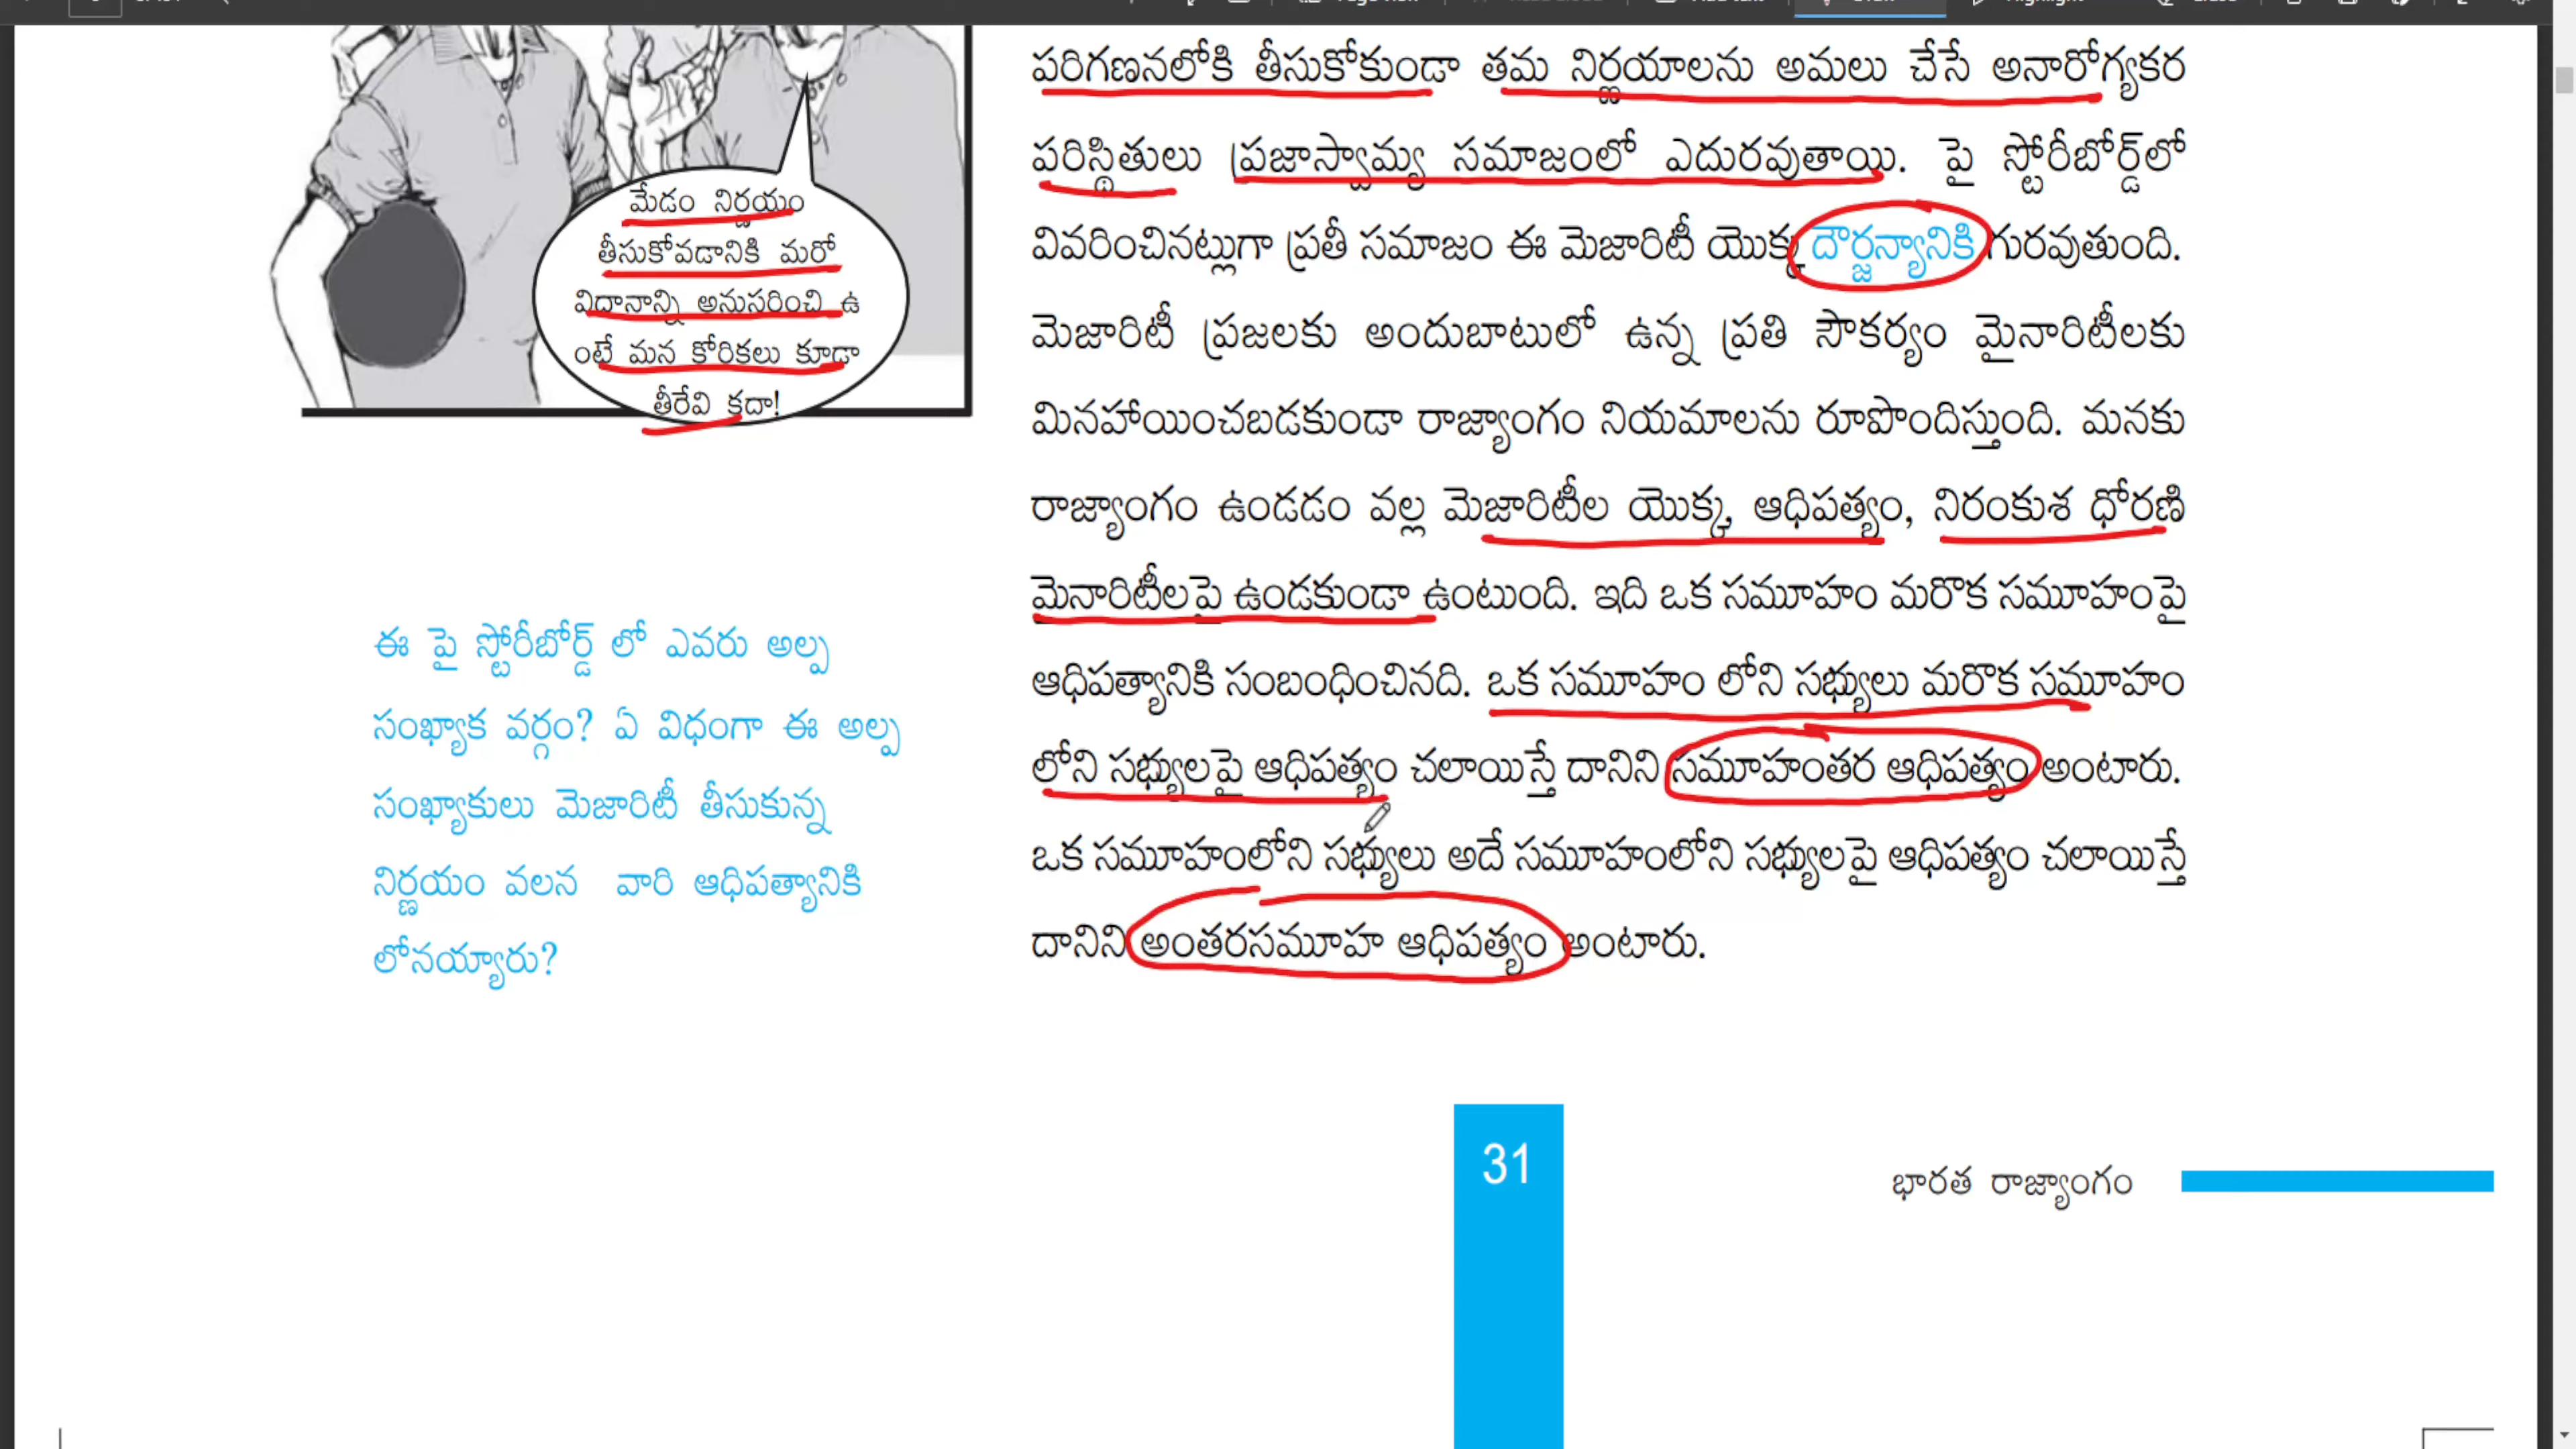 మేడం నిర్ణయం
తీసుకోవడానికి మరో
విదానాన్ని అనుసరించి ఉ
ంటే మన కోరికలు కూడా
తీరేవి కదా!
ఈ పై స్టోరీబోర్డ్ లో ఎవరు అల్ప
సంఖ్యాక వర్గం? ఏ విధంగా ఈ అల్ప
సంఖ్యాకులు మెజారిటీ తీసుకున్న
నిర్ణయం వలన వారి ఆధిపత్యానికి
లోనయ్యారు?
పరిగణనలోకి తీసుకోకుండా తమ నిర్ణయాలను అమలు చేసే అనారోగ్యకర
పరిస్థితులు ప్రజాస్వామ్య సమాజంలో ఎదురవుతాయి. పై స్టోరీబోర్డ్‌లో
వివరించినట్లుగా ప్రతీ సమాజం ఈ మెజారిటీ యొక్క దౌర్జన్యానికి గురవుతుంది.
మెజారిటీ ప్రజలకు అందుబాటులో ఉన్న ప్రతి సౌకర్యం మైనారిటీలకు
మినహాయించబడకుండా రాజ్యాంగం నియమాలను రూపొందిస్తుంది. మనకు
రాజ్యాంగం ఉండడం వల్ల మెజారిటీల యొక్క ఆధిపత్యం, నిరంకుశ ధోరణి
మైనారిటీలపై ఉండకుండా ఉంటుంది. ఇది ఒక సమూహం మరొక సమూహంపై
ఆధిపత్యానికి సంబంధించినది. ఒక సమూహం లోని సభ్యులు మరొక సమూహం
లోని సభ్యులపై ఆధిపత్యం చలాయిస్తే దానిని సమూహంతర ఆధిపత్యం అంటారు.
ఒక సమూహంలోని సభ్యులు అదే సమూహంలోని సభ్యులపై ఆధిపత్యం చలాయిస్తే
దానిని అంతరసమూహ ఆధిపత్యం అంటారు.
31
భారత రాజ్యాంగం